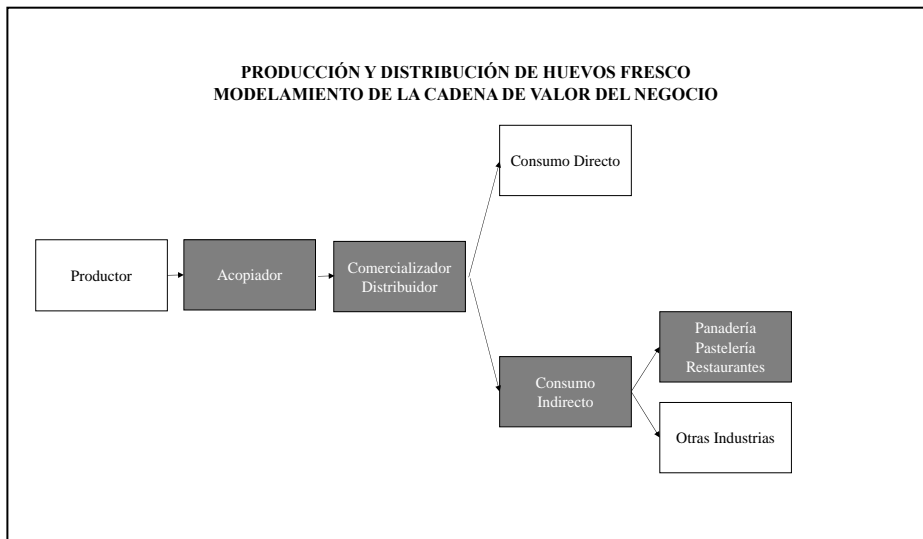 PRODUCCIÓN Y DISTRIBUCIÓN DE HUEVOS FRESCO
MODELAMIENTO DE LA CADENA DE VALOR DEL NEGOCIO
Consumo Directo
Productor
Acopiador
Comercializador
Distribuidor
Panadería
Pastelería
Restaurantes
Consumo
Indirecto
Otras Industrias